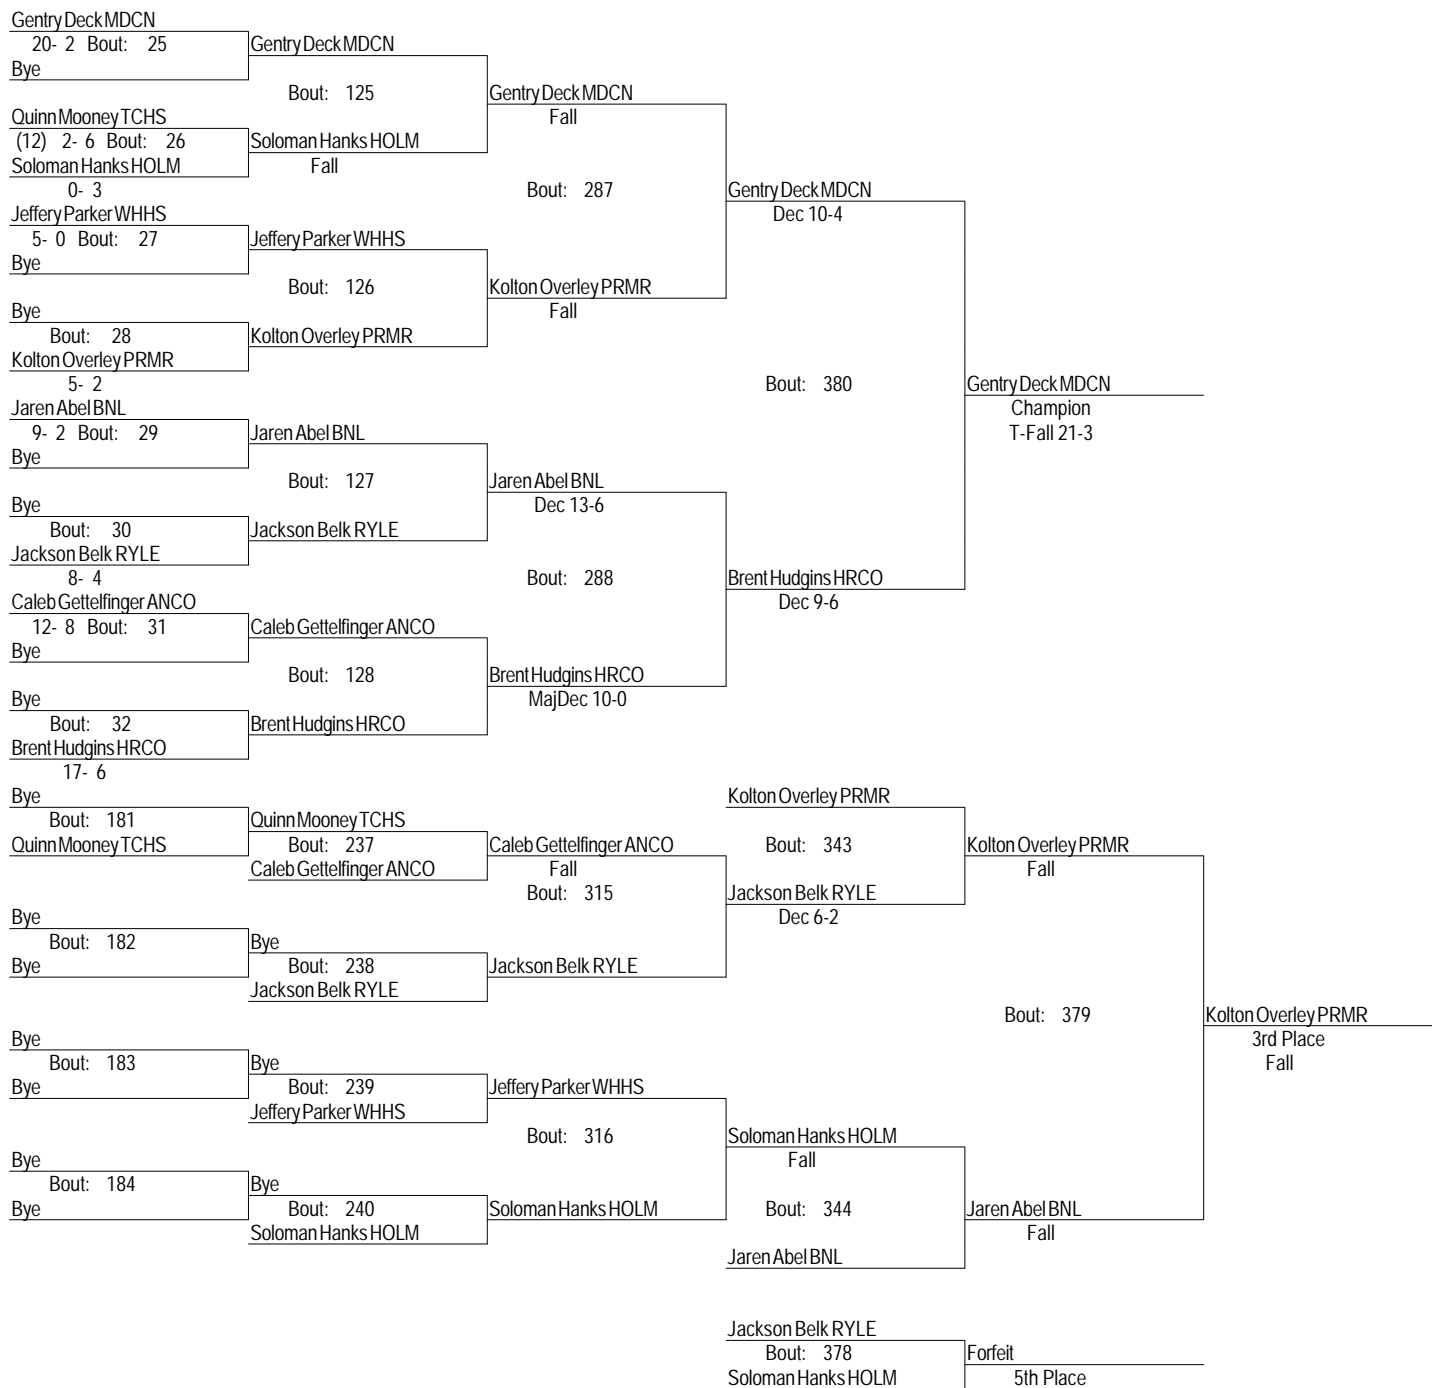 Gentry Deck MDCN
20- 2 Bout: 25
Gentry Deck MDCN
Bye
Bout: 125
Gentry Deck MDCN
Quinn Mooney TCHS
Fall
(12) 2- 6 Bout: 26
Soloman Hanks HOLM
Soloman Hanks HOLM
Fall
0- 3
Bout: 287
Gentry Deck MDCN
Jeffery Parker WHHS
Dec 10-4
5- 0 Bout: 27
Jeffery Parker WHHS
Bye
Bout: 126
Kolton Overley PRMR
Bye
Fall
Bout: 28
Kolton Overley PRMR
Kolton Overley PRMR
5- 2
Bout: 380
Gentry Deck MDCN
Jaren Abel BNL
Champion
9- 2 Bout: 29
Jaren Abel BNL
T-Fall 21-3
Bye
Bout: 127
Jaren Abel BNL
Bye
Dec 13-6
Bout: 30
Jackson Belk RYLE
Jackson Belk RYLE
8- 4
Bout: 288
Brent Hudgins HRCO
Caleb Gettelfinger ANCO
Dec 9-6
12- 8 Bout: 31
Caleb Gettelfinger ANCO
Bye
Bout: 128
Brent Hudgins HRCO
Bye
MajDec 10-0
Bout: 32
Brent Hudgins HRCO
Brent Hudgins HRCO
17- 6
Bye
Kolton Overley PRMR
Bout: 181
Quinn Mooney TCHS
Quinn Mooney TCHS
Bout: 237
Caleb Gettelfinger ANCO
Bout: 343
Kolton Overley PRMR
Caleb Gettelfinger ANCO
Fall
Fall
Bout: 315
Jackson Belk RYLE
Bye
Dec 6-2
Bout: 182
Bye
Bye
Bout: 238
Jackson Belk RYLE
Jackson Belk RYLE
Bout: 379
Kolton Overley PRMR
Bye
3rd Place
Bout: 183
Bye
Fall
Bye
Bout: 239
Jeffery Parker WHHS
Jeffery Parker WHHS
Bout: 316
Soloman Hanks HOLM
Bye
Fall
Bout: 184
Bye
Bye
Bout: 240
Soloman Hanks HOLM
Bout: 344
Jaren Abel BNL
Soloman Hanks HOLM
Fall
Jaren Abel BNL
Jackson Belk RYLE
Bout: 378
Forfeit
Soloman Hanks HOLM
5th Place